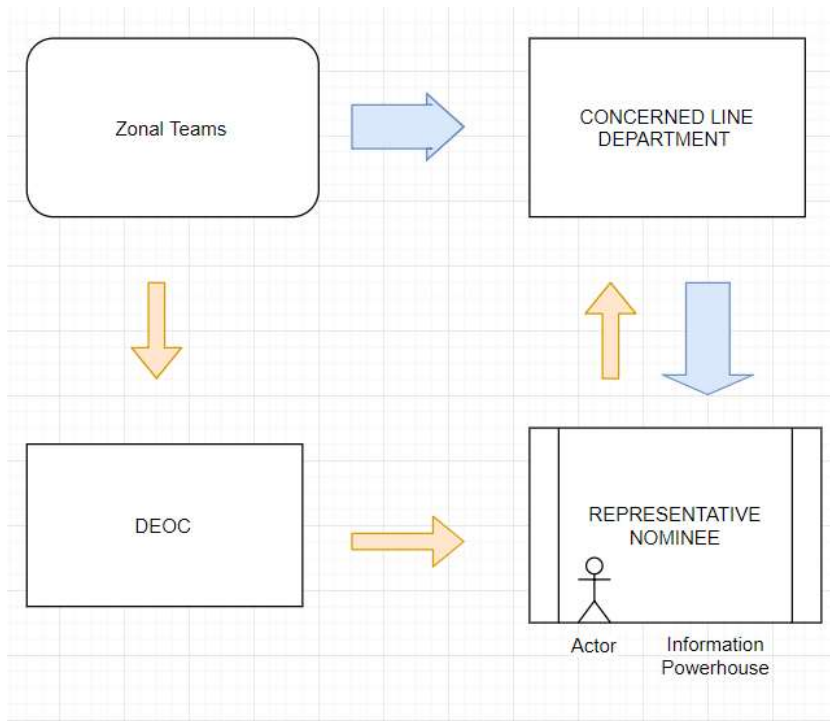 Zonal Teams
CONCERNED LINE
DEPARTMENT
DEOC
REPRESENTATIVE
NOMINEE
Actor
Information
Powerhouse